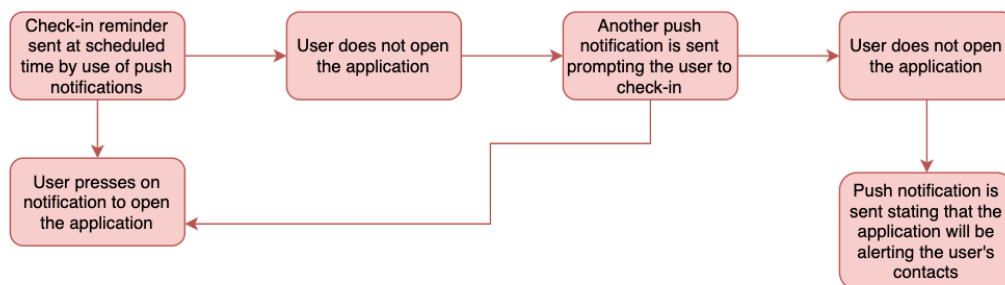 Check-in reminder
sent at scheduled
time by use of push
notifications
User does not open
the application
Another push
notification is sent
prompting the user to
check-in
User does not open
the application
User presses on
notification to open
the application
Push notification is
sent stating that the
application will be
alerting the user's
contacts